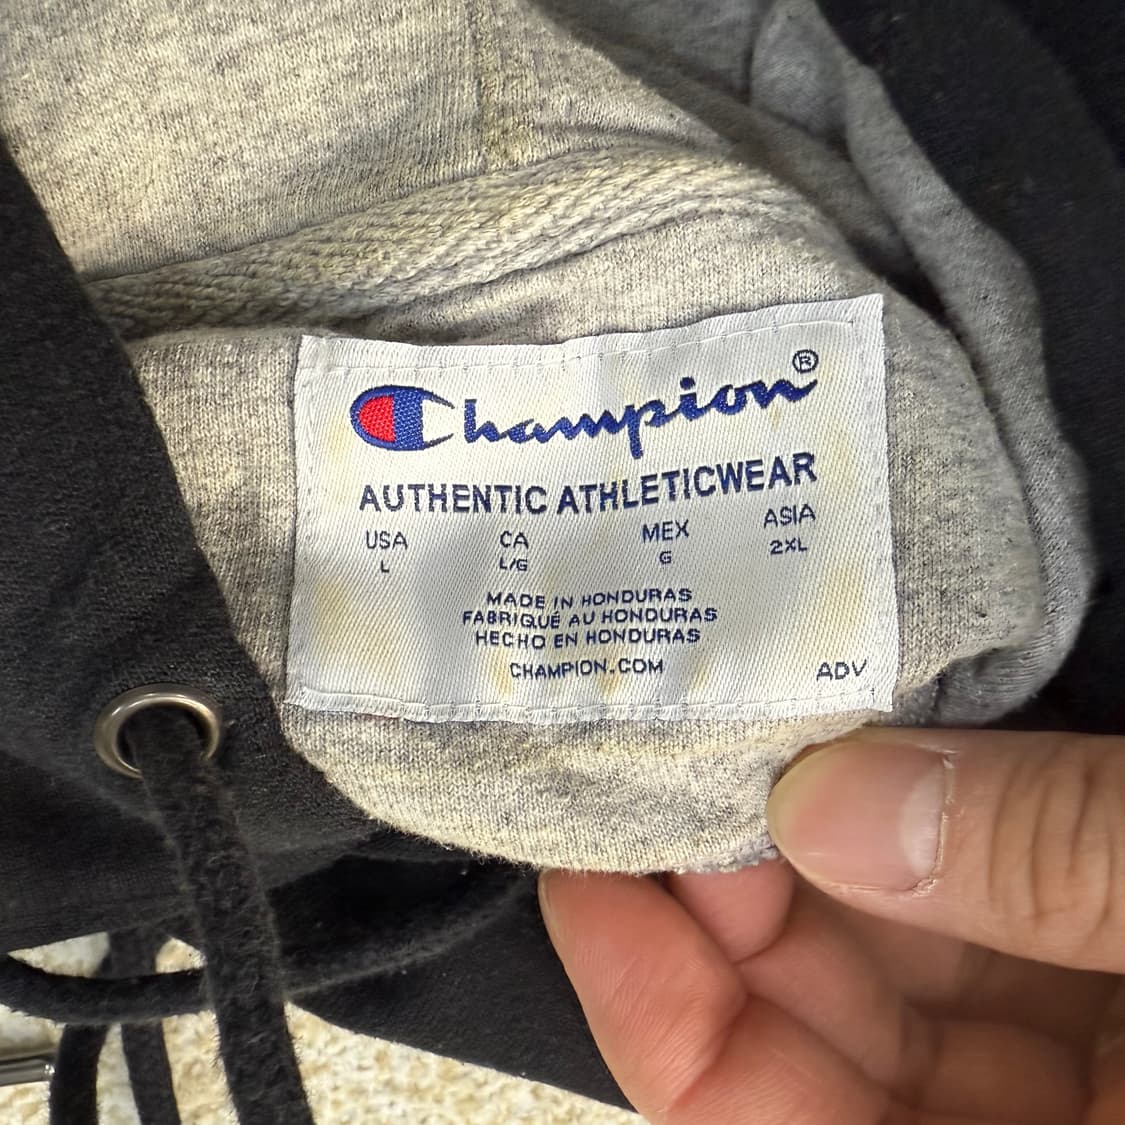 Champion®
AUTHENTIC ATHLETICWEAR
USA CA MEX ASIA
L L/G G 2XL
MADE IN HONDURAS
FABRIQUÉ AU HONDURAS
HECHO EN HONDURAS
CHAMPION.COM ADV